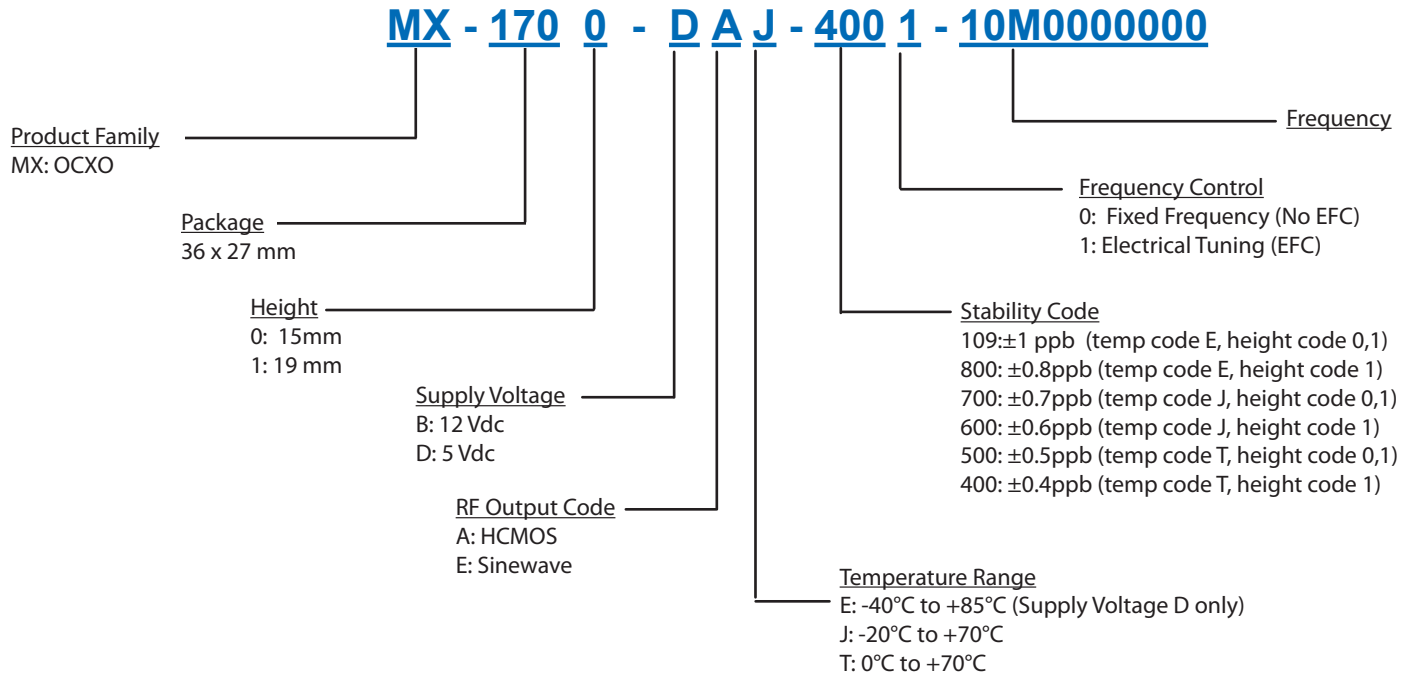 MX - 170 0 - D A J - 400 1 - 10M0000000
Product Family
MX: OCXO
Package
36 x 27 mm
Height
0: 15mm
1: 19 mm
Supply Voltage
B: 12 Vdc
D: 5 Vdc
RF Output Code
A: HCMOS
E: Sinewave
Frequency
Frequency Control
0: Fixed Frequency (No EFC)
1: Electrical Tuning (EFC)
Stability Code
109:±1 ppb (temp code E, height code 0,1)
800: ±0.8ppb (temp code E, height code 1)
700: ±0.7ppb (temp code J, height code 0,1)
600: ±0.6ppb (temp code J, height code 1)
500: ±0.5ppb (temp code T, height code 0,1)
400: ±0.4ppb (temp code T, height code 1)
Temperature Range
E: -40°C to +85°C (Supply Voltage D only)
J: -20°C to +70°C
T: 0°C to +70°C